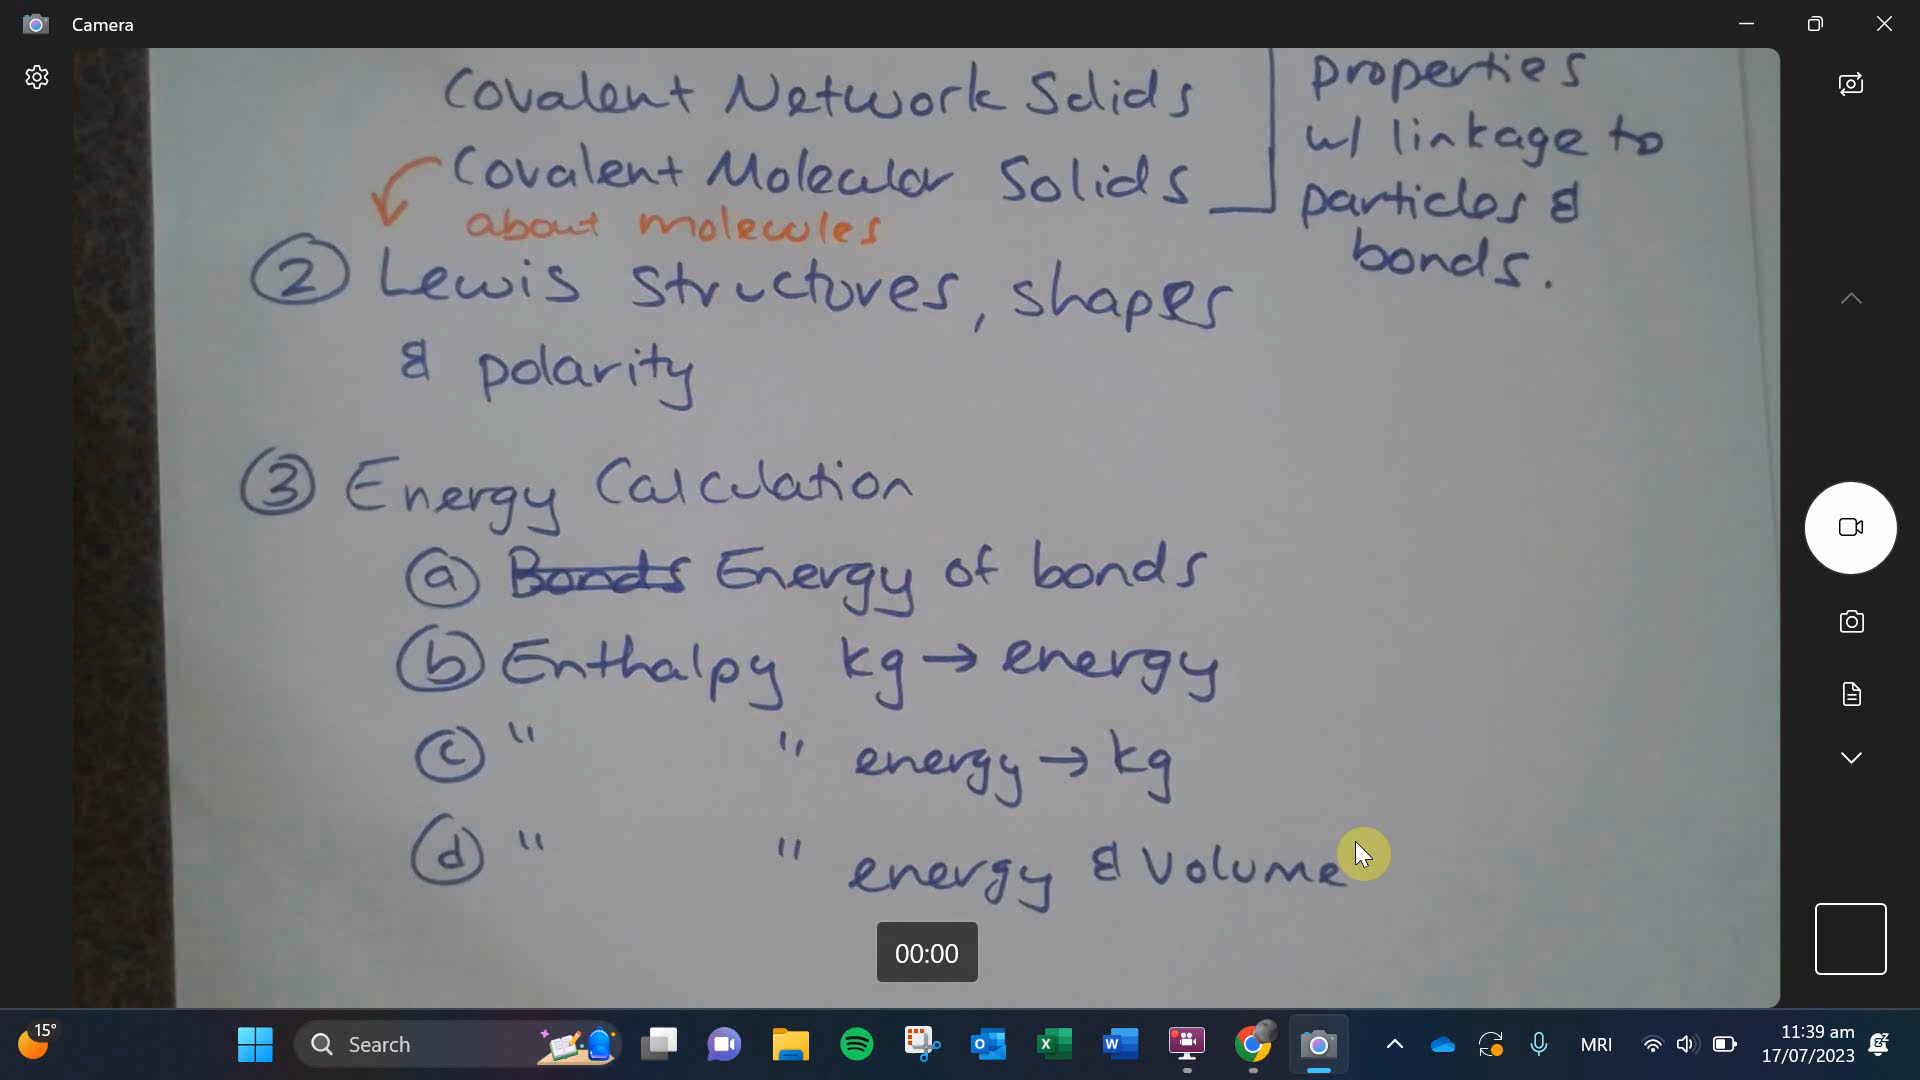 Camera
Covalent Network Solids
Covalent Molecular Solids
about molecules
properties
w/ linkage to
particles &
bonds.
② Lewis structures, shapes
& polarity
③ Energy Calculation
ⓐ Bonds Energy of bonds
ⓑ Enthalpy kg → energy
ⓒ " " energy → kg
ⓓ " " energy & Volume
00:00
15°
Search
MRI
11:39 am
17/07/2023